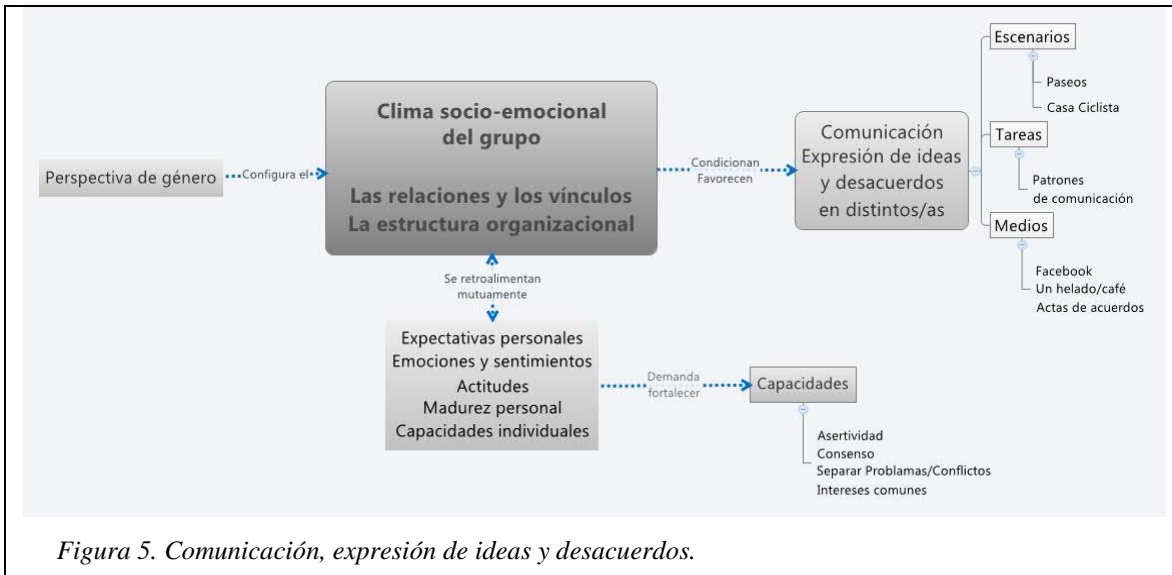 Perspectiva de género
Configura el
Clima socio-emocional
del grupo
Las relaciones y los vínculos
La estructura organizacional
Condicionan
Favorecen
Comunicación
Expresión de ideas
y desacuerdos
en distintos/as
Escenarios
Paseos
Casa Ciclista
Tareas
Patrones
de comunicación
Medios
Facebook
Un helado/café
Actas de acuerdos
Se retroalimentan
mutuamente
Expectativas personales
Emociones y sentimientos
Actitudes
Madurez personal
Capacidades individuales
Demanda
fortalecer
Capacidades
Asertividad
Consenso
Separar Problamas/Conflictos
Intereses comunes
Figura 5. Comunicación, expresión de ideas y desacuerdos.